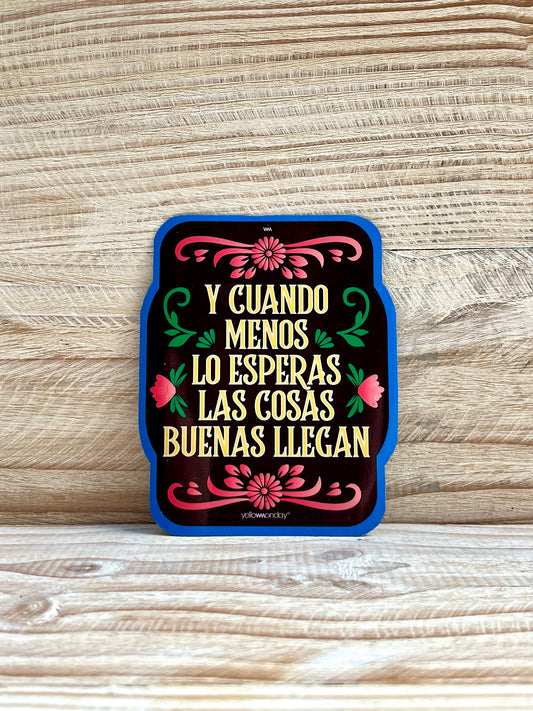 Y CUANDO
MENOS
LO ESPERAS
LAS COSAS
BUENAS LLEGAN
yellowmonday